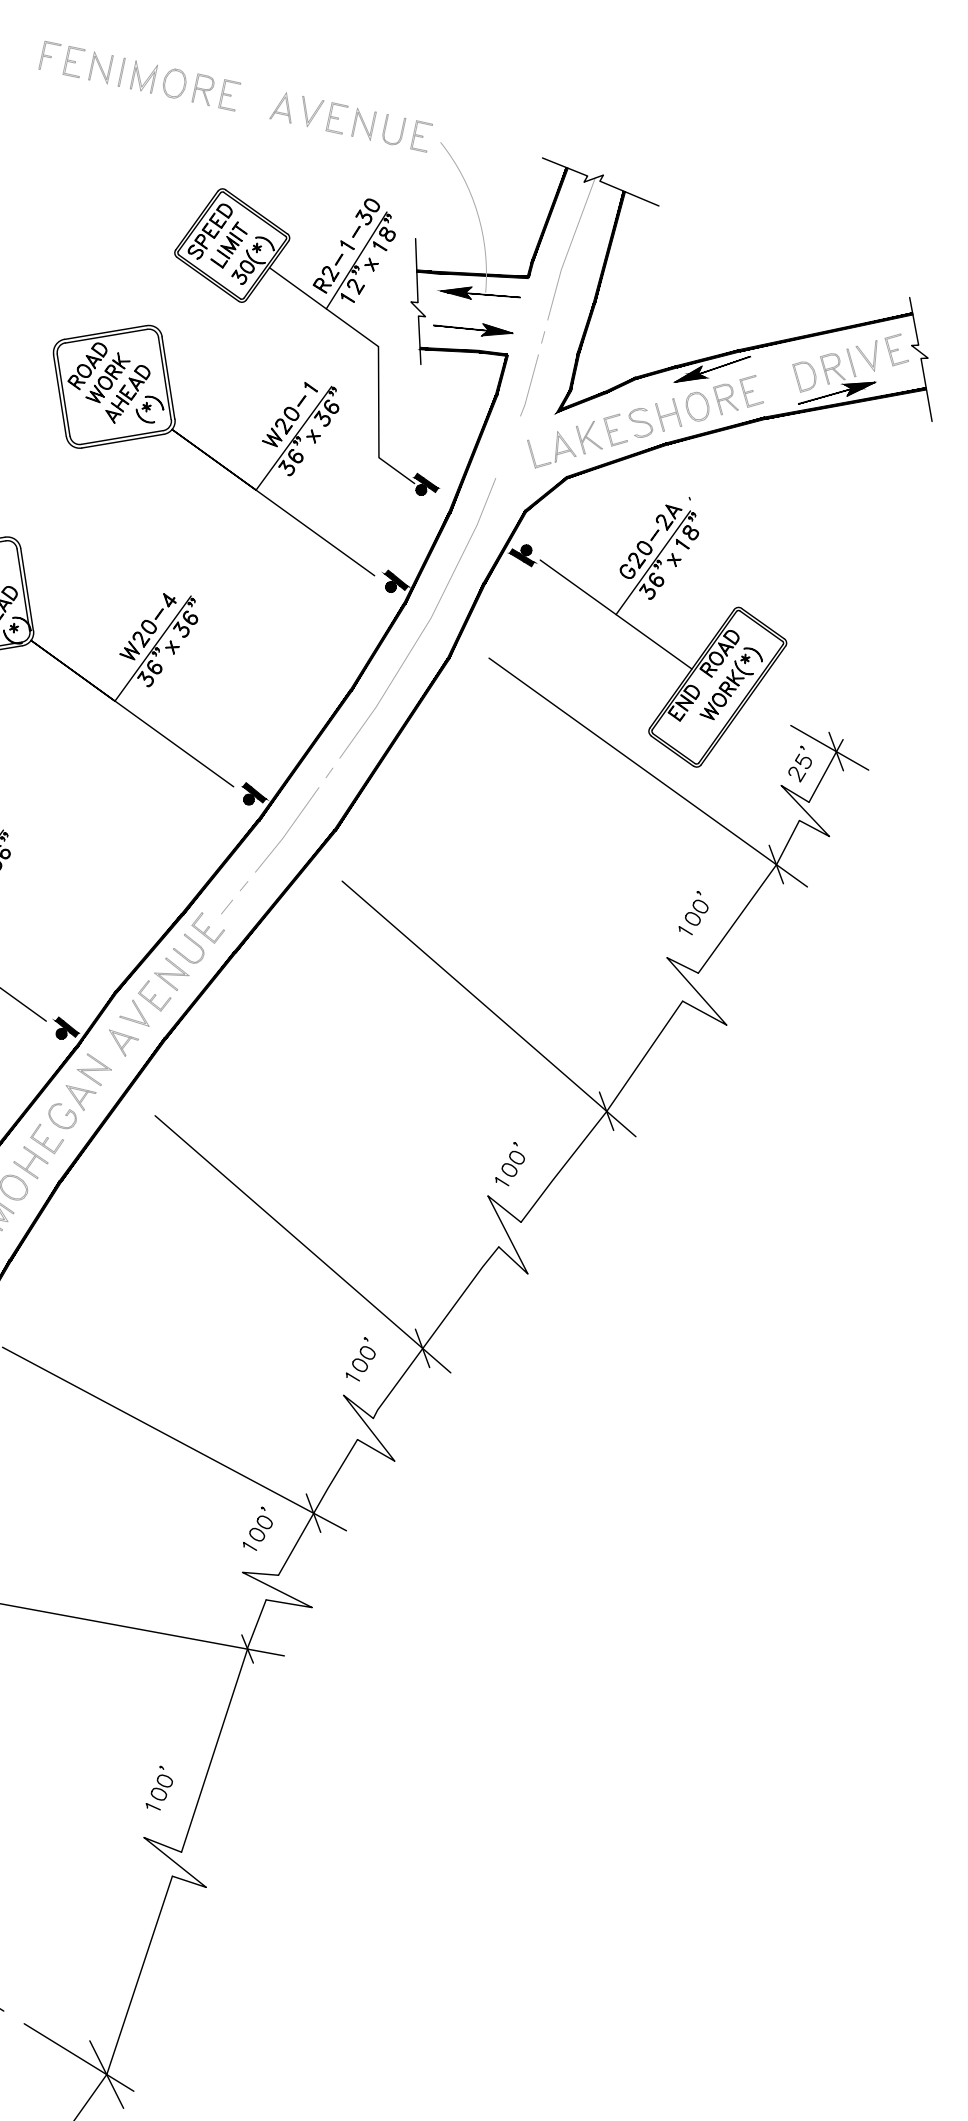 FENIMORE AVENUE
SPEED
LIMIT
30(*)
R2-1-30
12" x 18"
ROAD
WORK
AHEAD
(*)
W20-1
36" x 36"
LAKESHORE DRIVE
G20-2A
36" x 18"
END ROAD
WORK(*)
(*)
W20-4
36" x 36"
25'
100'
MOHEGAN AVENUE
100'
100'
100'
100'